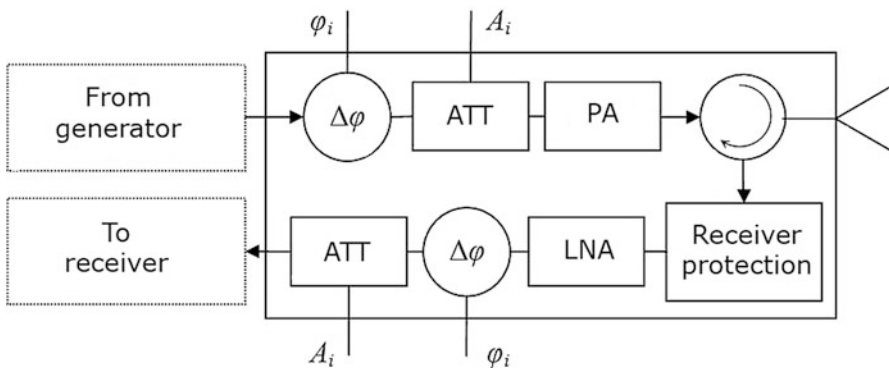 φi Ai
From
generator
Δφ ATT PA
To
receiver
ATT Δφ LNA Receiver
protection
Ai φi